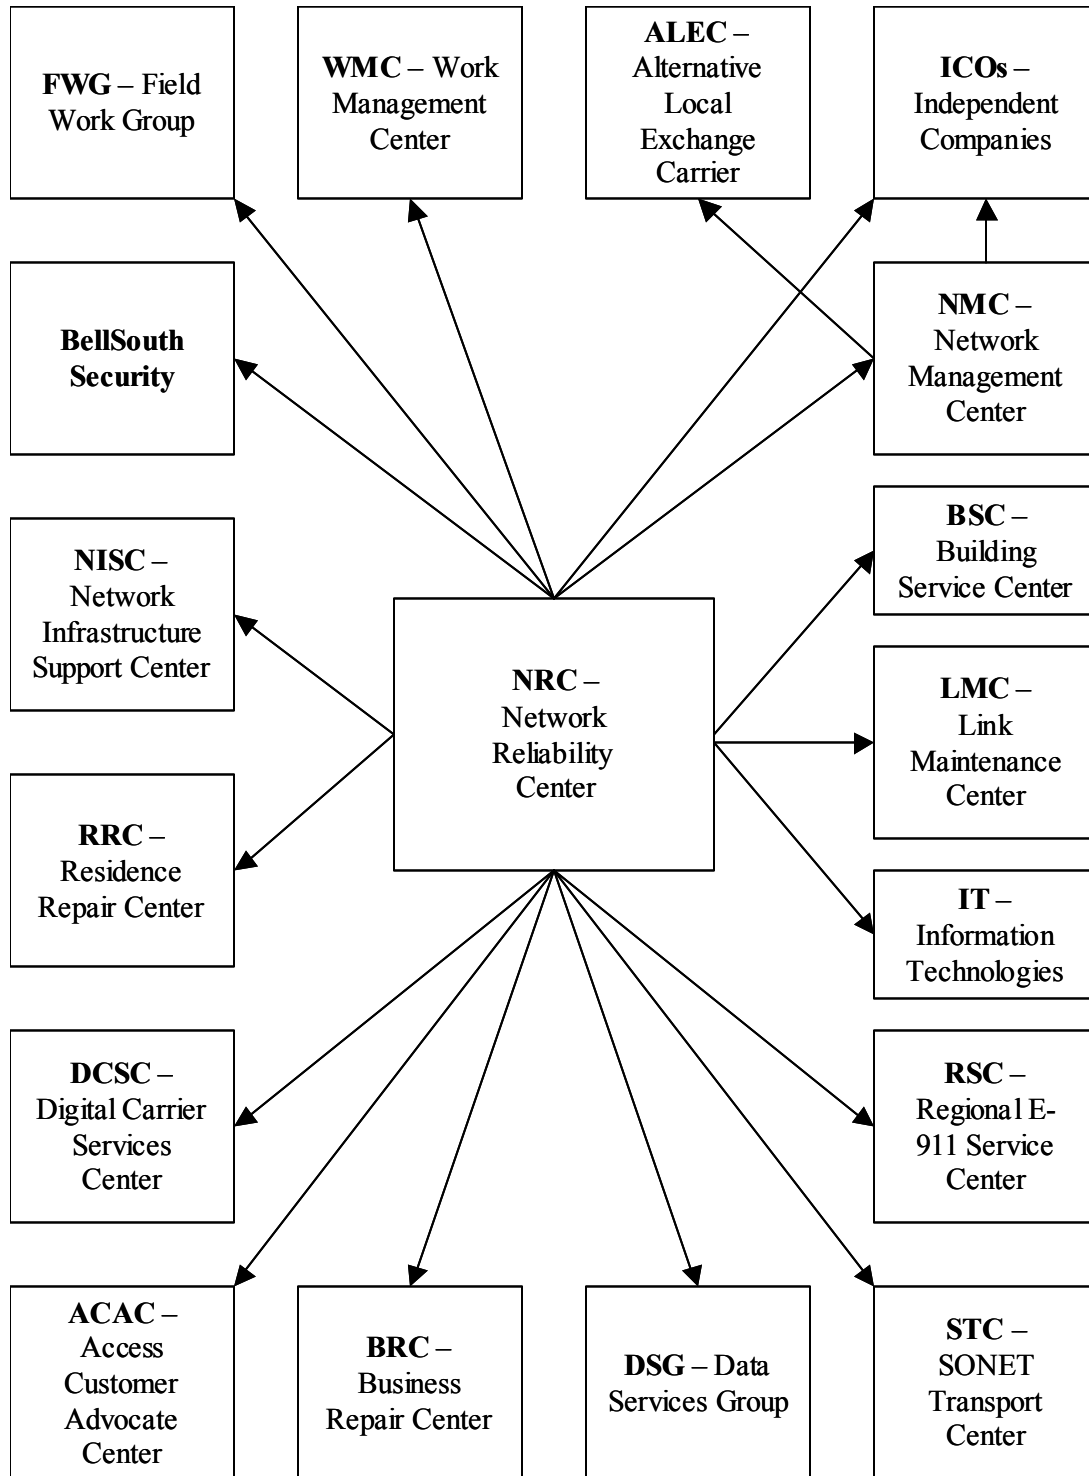 FWG – Field
Work Group
WMC – Work
Management
Center
ALEC –
Alternative
Local
Exchange
Carrier
ICOs –
Independent
Companies
BellSouth
Security
NMC –
Network
Management
Center
NISC –
Network
Infrastructure
Support Center
BSC –
Building
Service Center
NRC –
Network
Reliability
Center
LMC –
Link
Maintenance
Center
RRC –
Residence
Repair Center
IT –
Information
Technologies
DCSC –
Digital Carrier
Services
Center
RSC –
Regional E-
911 Service
Center
ACAC –
Access
Customer
Advocate
Center
BRC –
Business
Repair Center
DSG – Data
Services Group
STC –
SONET
Transport
Center